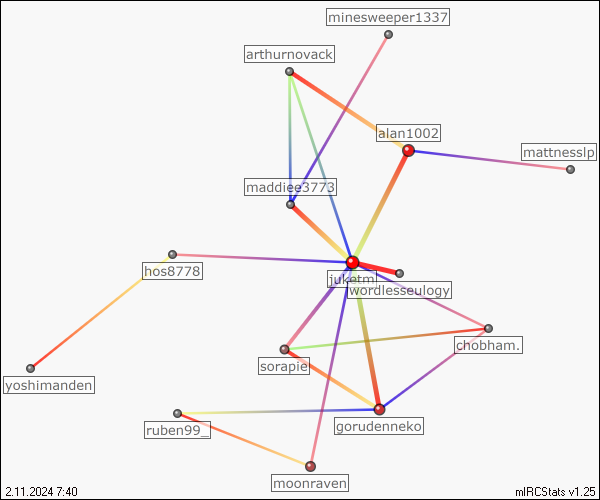 minesweeper1337
arthurnovack
alan1002
mattnesslp
maddiee3773
hos8778
juketml
wordlesseulogy
chobham.
sorapie
yoshimanden
ruben99_
gorudenneko
moonraven
2.11.2024 7:40
mIRCStats v1.25